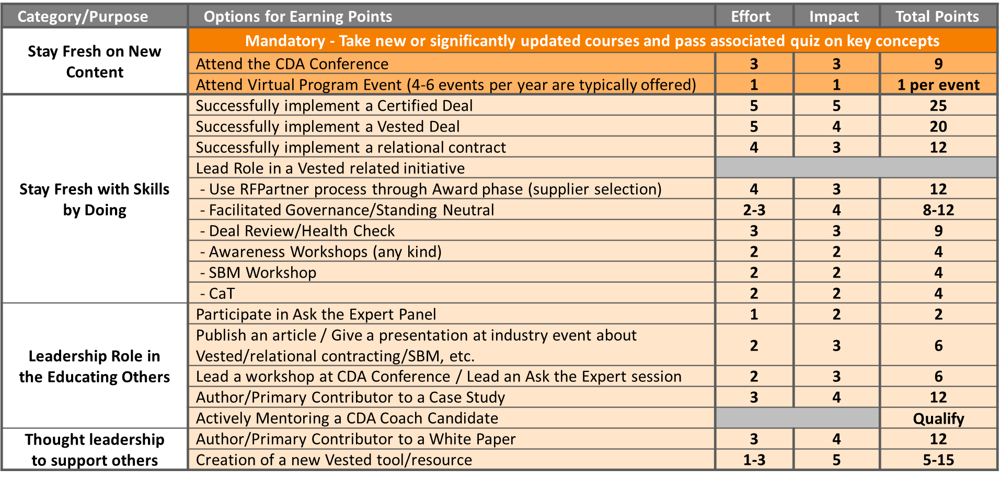 Category/Purpose Options for Earning Points Effort Impact Total Points
Stay Fresh on New
Content
Mandatory - Take new or significantly updated courses and pass associated quiz on key concepts
Attend the CDA Conference 3 3 9
Attend Virtual Program Event (4-6 events per year are typically offered) 1 1 1 per event
Stay Fresh with Skills
by Doing
Successfully implement a Certified Deal 5 5 25
Successfully implement a Vested Deal 5 4 20
Successfully implement a relational contract 4 3 12
Lead Role in a Vested related initiative
- Use RFPartner process through Award phase (supplier selection) 4 3 12
- Facilitated Governance/Standing Neutral 2-3 4 8-12
- Deal Review/Health Check 3 3 9
- Awareness Workshops (any kind) 2 2 4
- SBM Workshop 2 2 4
- CaT 2 2 4
Leadership Role in
the Educating Others
Participate in Ask the Expert Panel 1 2 2
Publish an article / Give a presentation at industry event about
Vested/relational contracting/SBM, etc. 2 3 6
Lead a workshop at CDA Conference / Lead an Ask the Expert session 2 3 6
Author/Primary Contributor to a Case Study 3 4 12
Actively Mentoring a CDA Coach Candidate Qualify
Thought leadership
to support others
Author/Primary Contributor to a White Paper 3 4 12
Creation of a new Vested tool/resource 1-3 5 5-15